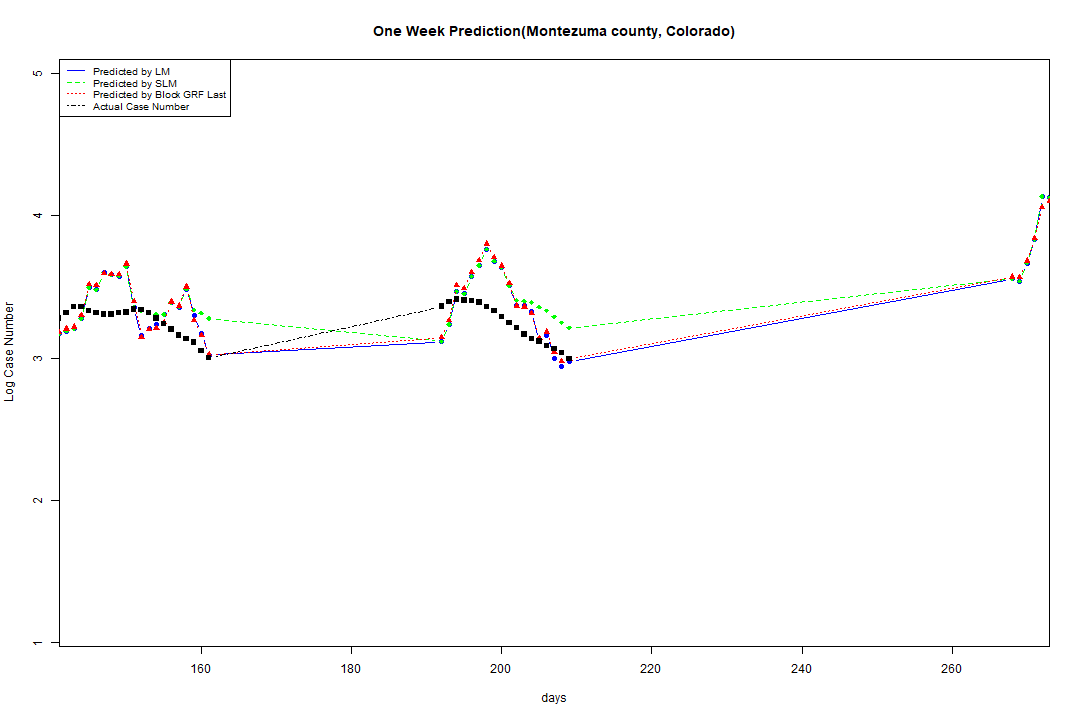 One Week Prediction(Montezuma county, Colorado)
Predicted by LM
Predicted by SLM
Predicted by Block GRF Last
Actual Case Number
5
4
3
2
1
Log Case Number
160 180 200 220 240 260
days